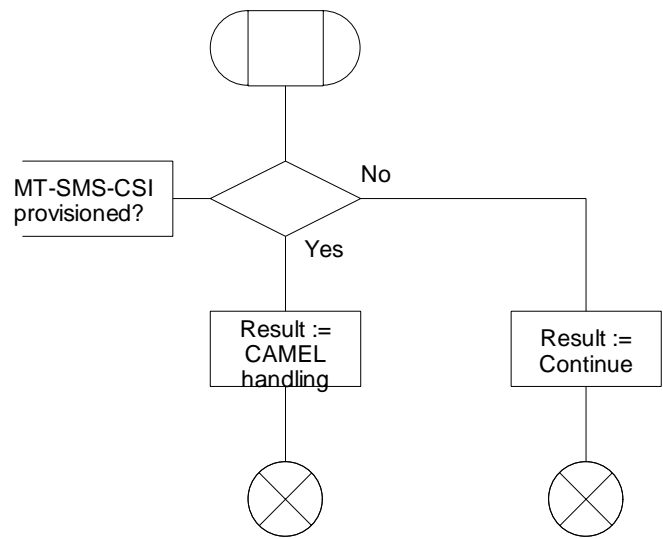 MT-SMS-CSI
provisioned?
No
Yes
Result :=
CAMEL
handling
Result :=
Continue